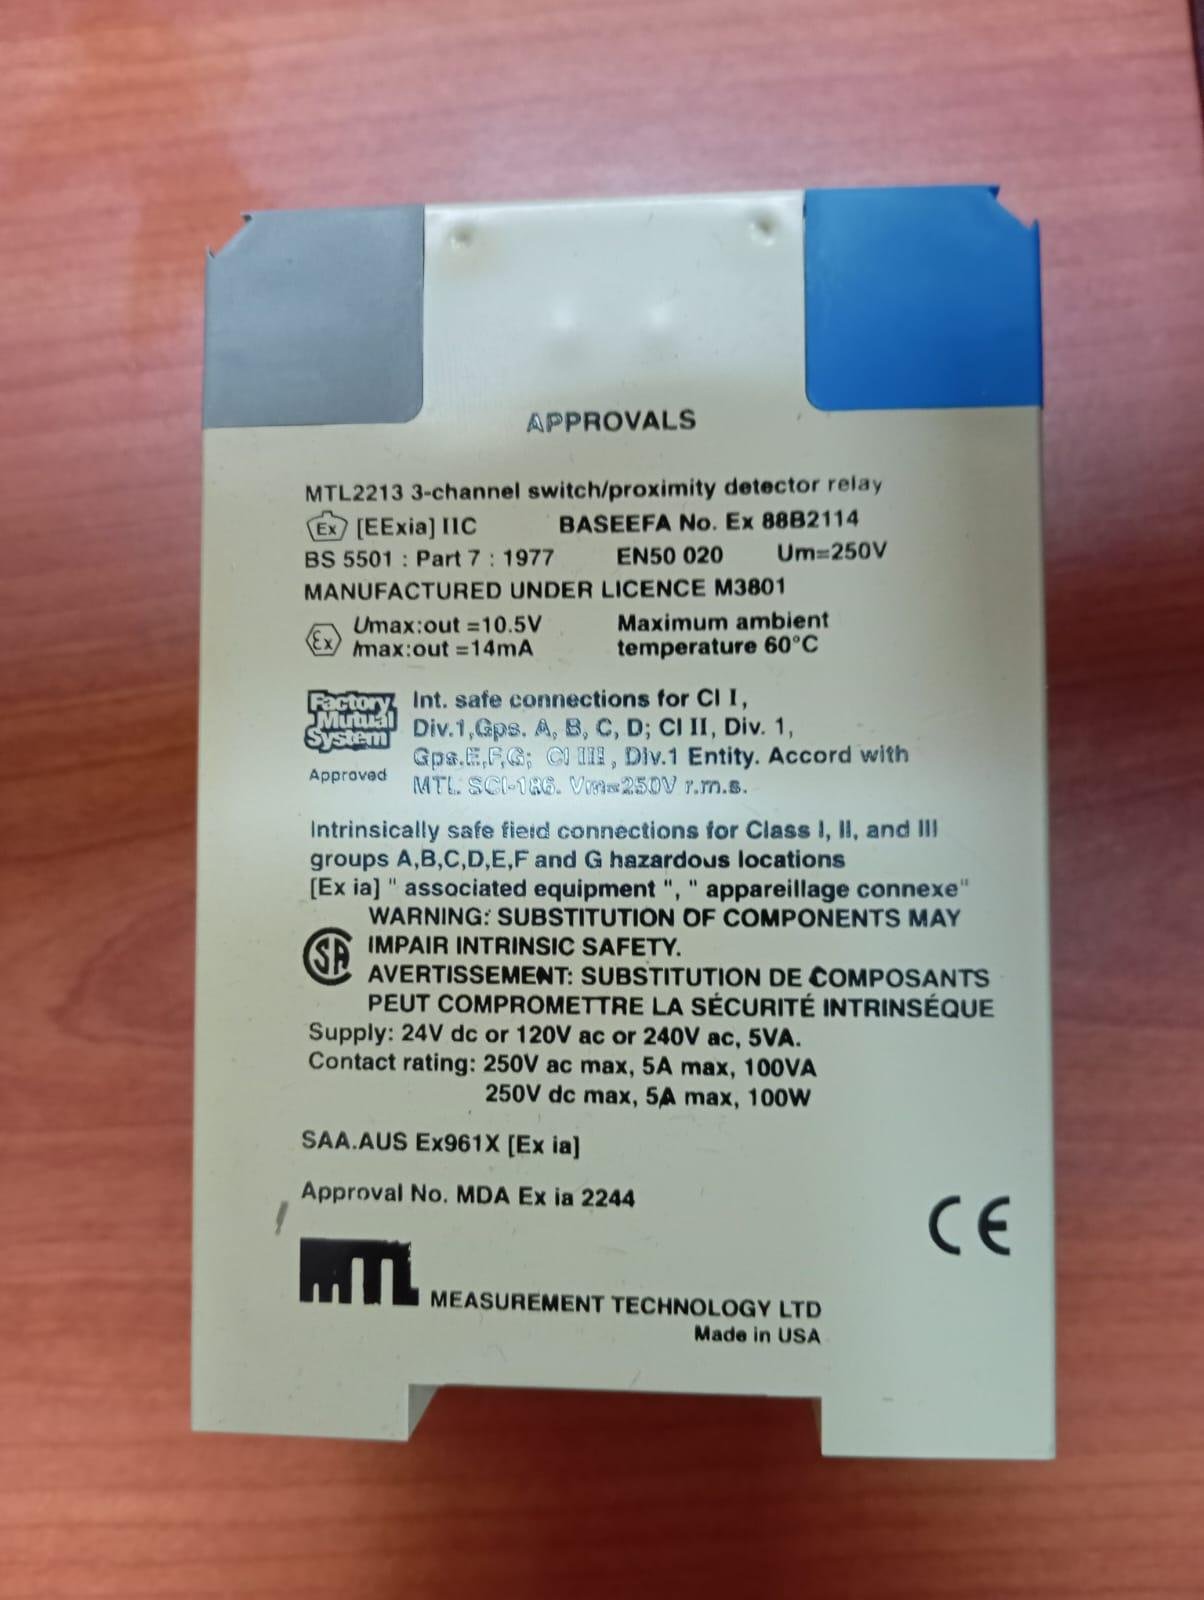 APPROVALS
MTL2213 3-channel switch/proximity detector relay
Ex [EExia] IIC BASEEFA No. Ex 88B2114
BS 5501 : Part 7 : 1977 EN50 020 Um=250V
MANUFACTURED UNDER LICENCE M3801
Ex Umax:out =10.5V Maximum ambient
Imax:out =14mA temperature 60°C
Factory Mutual System Approved
Int. safe connections for Cl I,
Div.1,Gps. A, B, C, D; Cl II, Div. 1,
Gps.E,F,G; Cl III, Div.1 Entity. Accord with
MTL SCI-186. Vm=250V r.m.s.
Intrinsically safe field connections for Class I, II, and III
groups A,B,C,D,E,F and G hazardous locations
[Ex ia] " associated equipment ", " appareillage connexe"
WARNING: SUBSTITUTION OF COMPONENTS MAY
IMPAIR INTRINSIC SAFETY.
SA
AVERTISSEMENT: SUBSTITUTION DE COMPOSANTS
PEUT COMPROMETTRE LA SÉCURITÉ INTRINSÉQUE
Supply: 24V dc or 120V ac or 240V ac, 5VA.
Contact rating: 250V ac max, 5A max, 100VA
250V dc max, 5A max, 100W
SAA.AUS Ex961X [Ex ia]
Approval No. MDA Ex ia 2244
CE
MTL MEASUREMENT TECHNOLOGY LTD
Made in USA